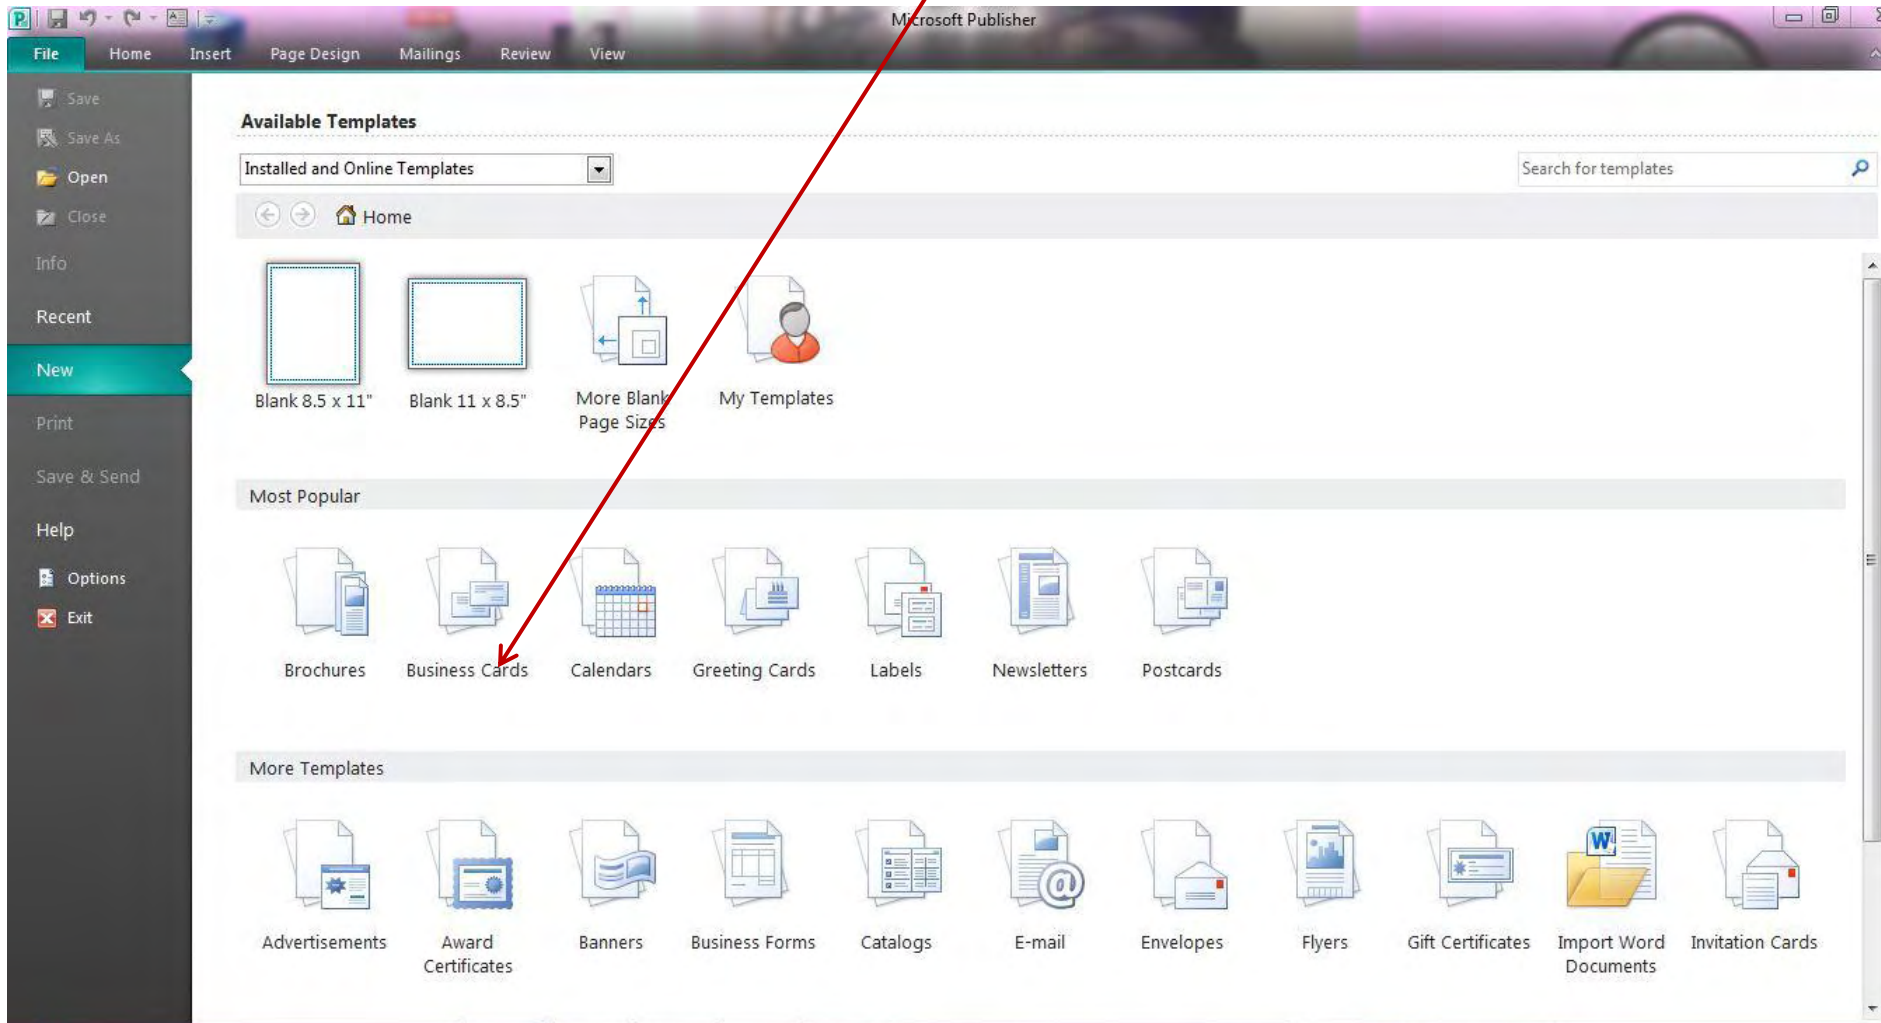 Microsoft Publisher
File Home Insert Page Design Mailings Review View
Save
Save As
Open
Close
Info
Recent
New
Print
Save & Send
Help
Options
Exit
Available Templates
Installed and Online Templates
Search for templates
Home
Blank 8.5 x 11"
Blank 11 x 8.5"
More Blank
Page Sizes
My Templates
Most Popular
Brochures
Business Cards
Calendars
Greeting Cards
Labels
Newsletters
Postcards
More Templates
Advertisements
Award
Certificates
Banners
Business Forms
Catalogs
E-mail
Envelopes
Flyers
Gift Certificates
Import Word
Documents
Invitation Cards